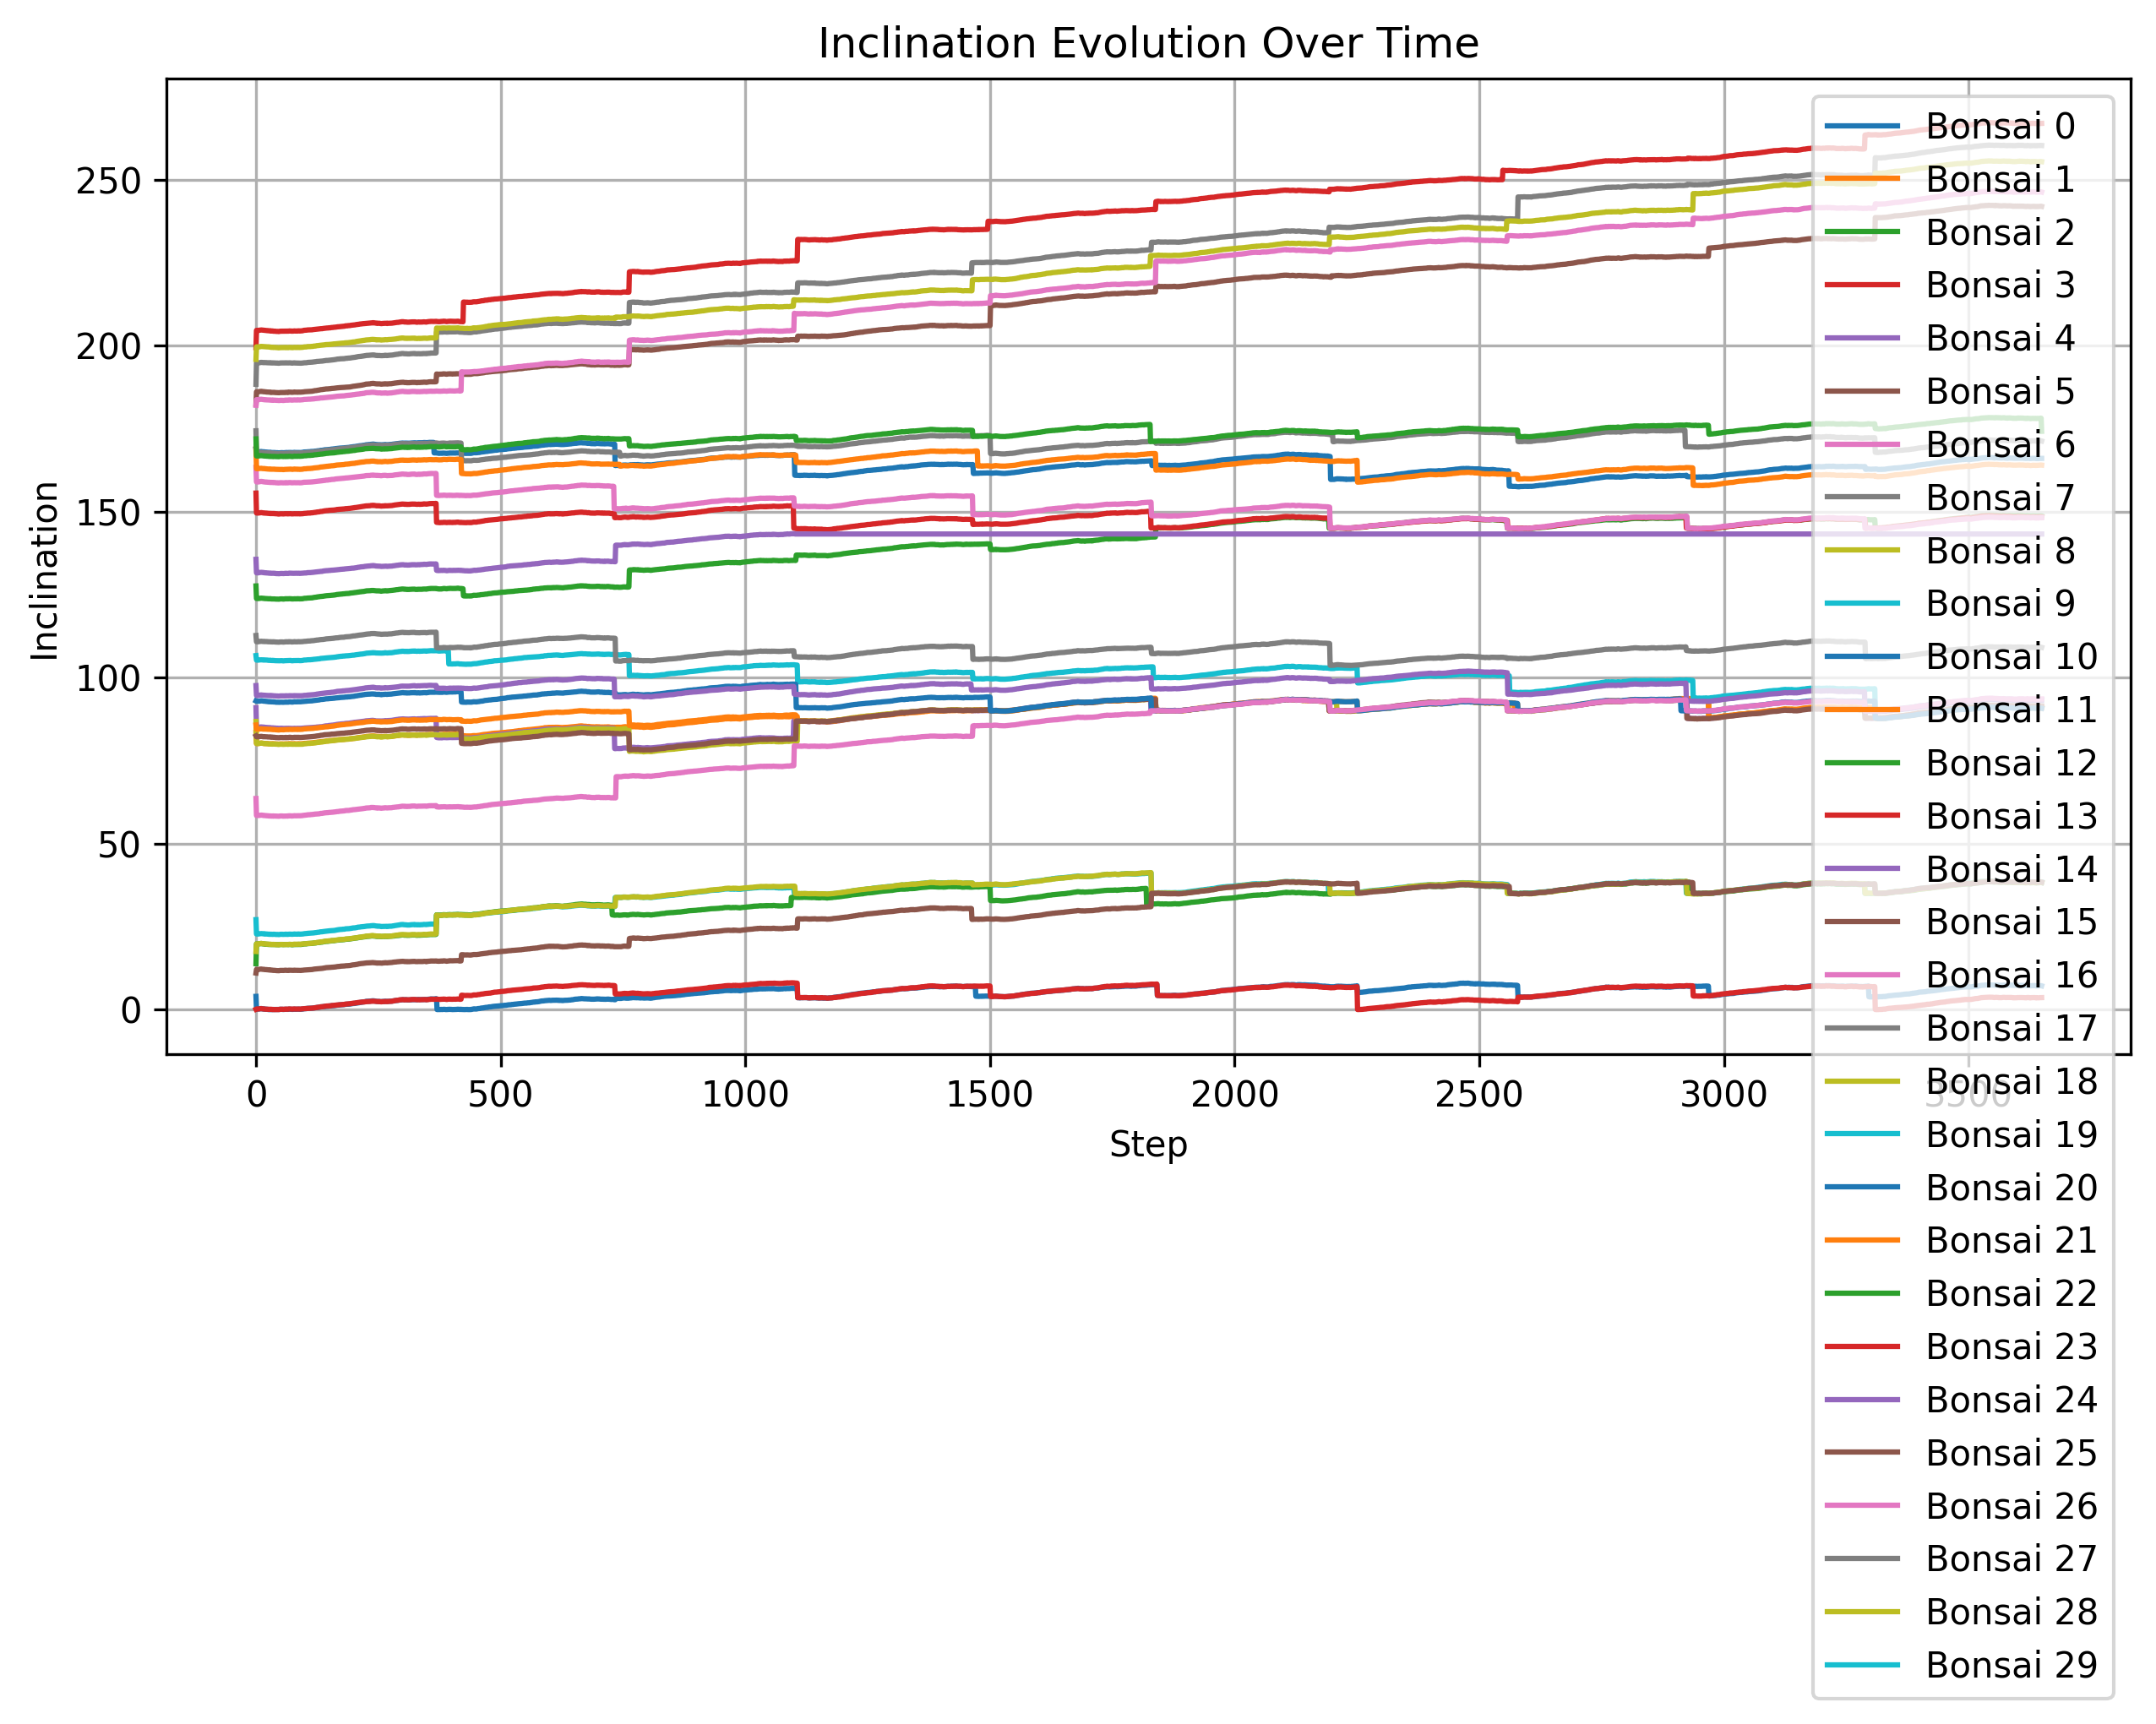 Inclination Evolution Over Time
Inclination
250
200
150
100
50
0
0
500
1000
1500
2000
2500
3000
3500
Step
Bonsai 0
Bonsai 1
Bonsai 2
Bonsai 3
Bonsai 4
Bonsai 5
Bonsai 6
Bonsai 7
Bonsai 8
Bonsai 9
Bonsai 10
Bonsai 11
Bonsai 12
Bonsai 13
Bonsai 14
Bonsai 15
Bonsai 16
Bonsai 17
Bonsai 18
Bonsai 19
Bonsai 20
Bonsai 21
Bonsai 22
Bonsai 23
Bonsai 24
Bonsai 25
Bonsai 26
Bonsai 27
Bonsai 28
Bonsai 29